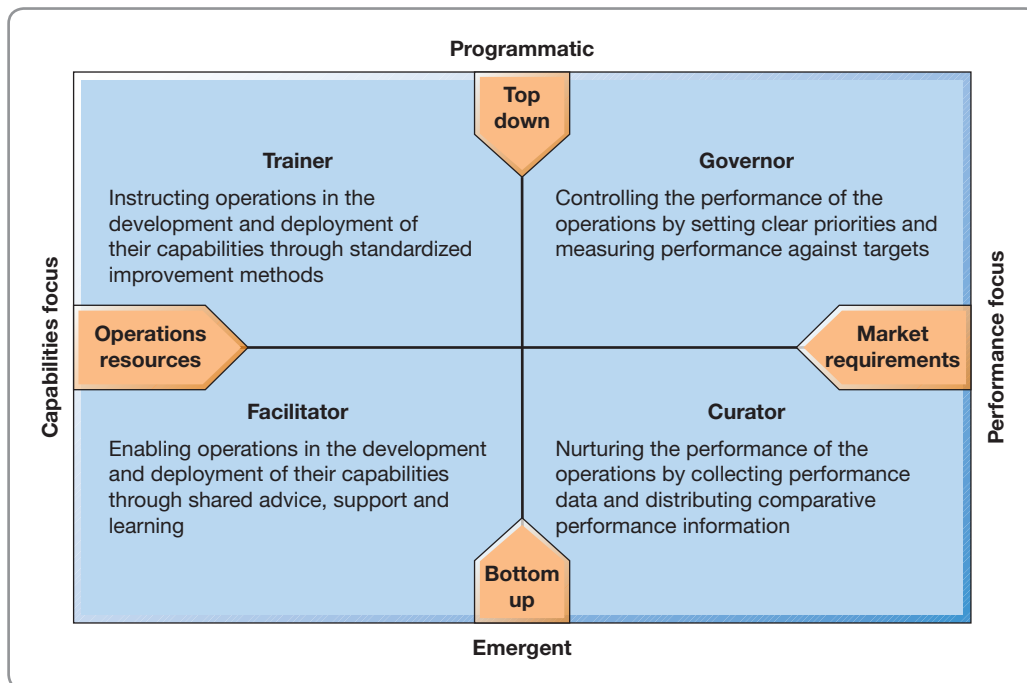 Programmatic
Top
down
Trainer
Instructing operations in the
development and deployment of
their capabilities through standardized
improvement methods
Governor
Controlling the performance of the
operations by setting clear priorities and
measuring performance against targets
Capabilities focus
Operations
resources
Market
requirements
Performance focus
Facilitator
Enabling operations in the development
and deployment of their capabilities
through shared advice, support and
learning
Curator
Nurturing the performance of the
operations by collecting performance
data and distributing comparative
performance information
Bottom
up
Emergent